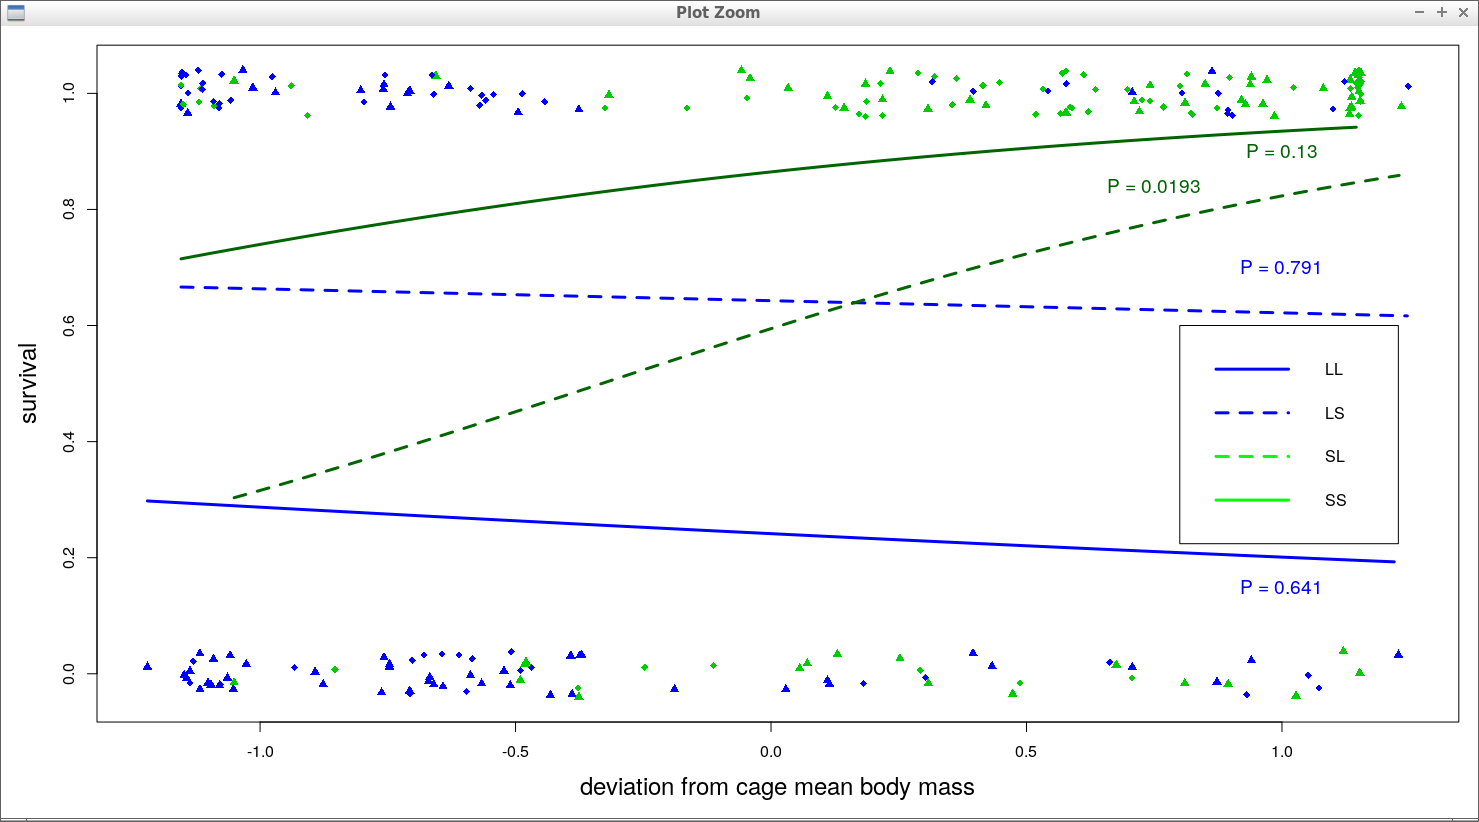 Plot Zoom
1.0
0.8
0.6
0.4
0.2
0.0
survival
P = 0.13
P = 0.0193
P = 0.791
LL
LS
SL
SS
P = 0.641
-1.0
-0.5
0.0
0.5
1.0
deviation from cage mean body mass